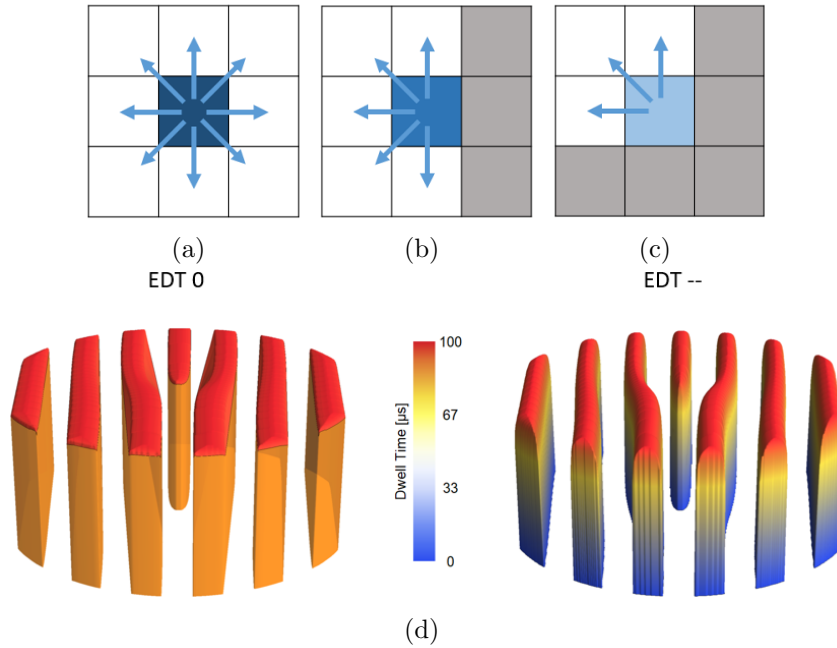 (a)
(b)
(c)
EDT 0
EDT --
Dwell Time [µs]
100
67
33
0
(d)